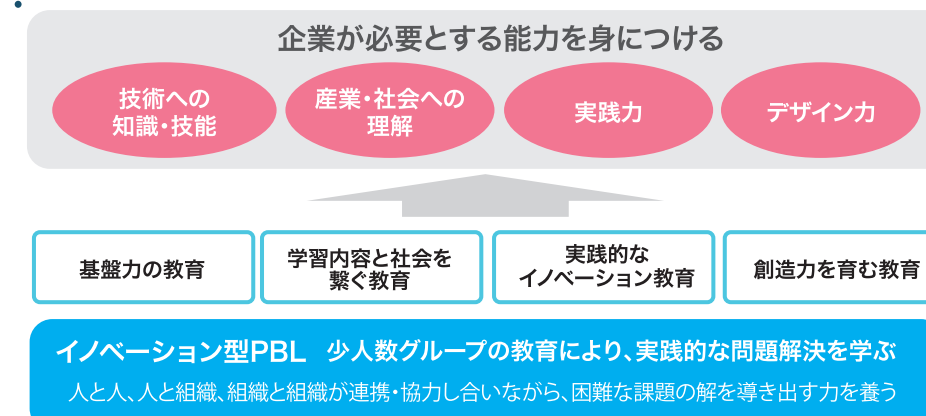 企業が必要とする能力を身につける
技術への
知識・技能
産業・社会への
理解
実践力
デザイン力
基盤力の教育
学習内容と社会を
繋ぐ教育
実践的な
イノベーション教育
創造力を育む教育
イノベーション型PBL 少人数グループの教育により、実践的な問題解決を学ぶ
人と人、人と組織、組織と組織が連携・協力し合いながら、困難な課題の解を導き出す力を養う